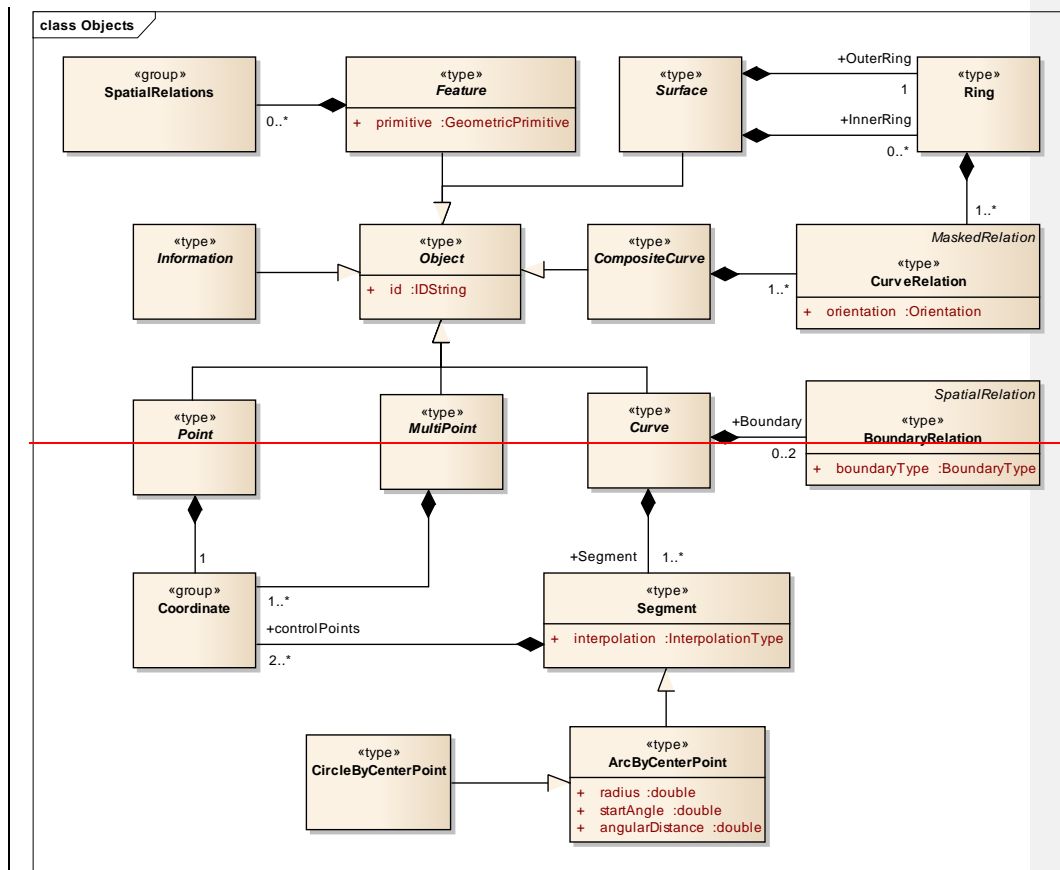 class Objects
«group»
SpatialRelations
0..*
«type»
Feature
+ primitive :GeometricPrimitive
«type»
Surface
+OuterRing
1
+InnerRing
0..*
«type»
Ring
1..*
«type»
Information
«type»
Object
+ id :IDString
«type»
CompositeCurve
1..*
MaskedRelation
«type»
CurveRelation
+ orientation :Orientation
«type»
Point
«type»
MultiPoint
«type»
Curve
+Boundary
0..2
SpatialRelation
«type»
BoundaryRelation
+ boundaryType :BoundaryType
1
1..*
+Segment
1..*
«group»
Coordinate
+controlPoints
2..*
«type»
Segment
+ interpolation :InterpolationType
«type»
CircleByCenterPoint
«type»
ArcByCenterPoint
+ radius :double
+ startAngle :double
+ angularDistance :double